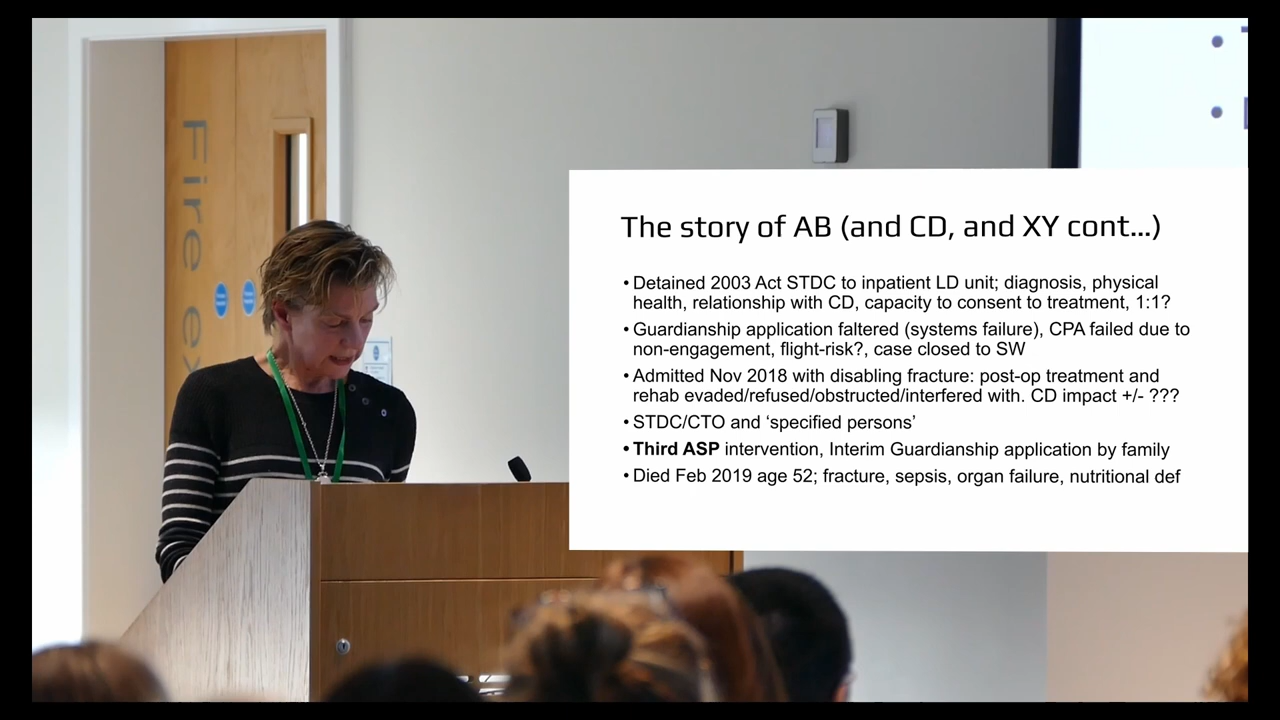 Fire ex
The story of AB (and CD, and XY cont...)
• Detained 2003 Act STDC to inpatient LD unit; diagnosis, physical
health, relationship with CD, capacity to consent to treatment, 1:1?
• Guardianship application faltered (systems failure), CPA failed due to
non-engagement, flight-risk?, case closed to SW
• Admitted Nov 2018 with disabling fracture: post-op treatment and
rehab evaded/refused/obstructed/interfered with. CD impact +/- ???
• STDC/CTO and ‘specified persons’
• Third ASP intervention, Interim Guardianship application by family
• Died Feb 2019 age 52; fracture, sepsis, organ failure, nutritional def